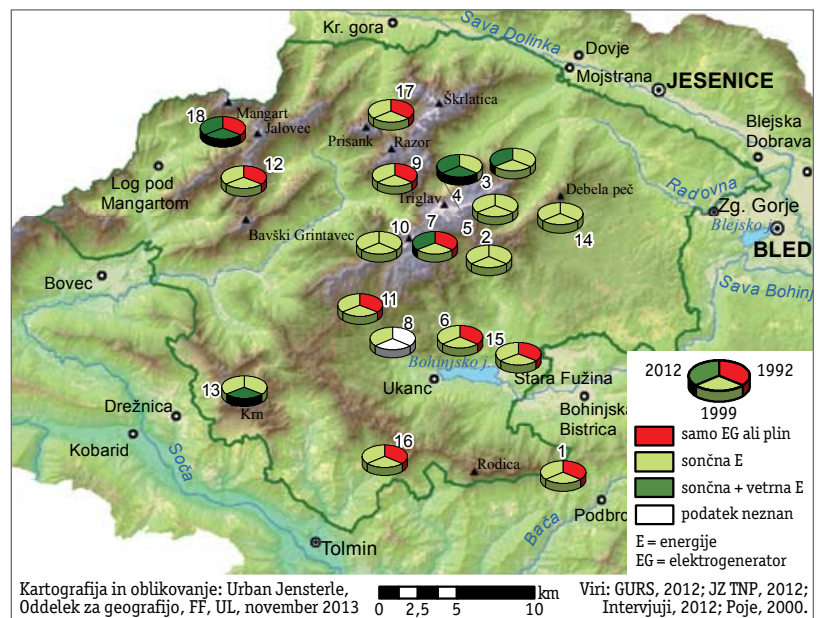 Kr. gora
Sava Dolinka
Dovje
Mojstrana
JESENICE
17
Škrlatica
Mangart
18
Jalovec
Prisank
Razor
Blejska
Dobrava
12
9
Log pod
Mangartom
Triglav
4
3
Debela peč
Radovna
Zg. Gorje
Blejsko j.
BLED
14
Bavški Grintavec
10
7
5
2
Bovec
Sava Bohinj
11
8
6
15
Bohinjsko j.
Stara Fužina
Ukanc
13
Krn
Drežnica
Kobarid
Bohinjska
Bistrica
Soča
16
Rodica
1
Bača
Podbrd
Tolmin
2012
1992
1999
samo EG ali plin
sončna E
sončna + vetrna E
podatek neznan
E = energije
EG = elektrogenerator
Kartografija in oblikovanje: Urban Jensterle,
Oddelek za geografijo, FF, UL, november 2013
0 2,5 5 10
km
Viri: GURS, 2012; JZ TNP, 2012;
Intervjuji, 2012; Poje, 2000.